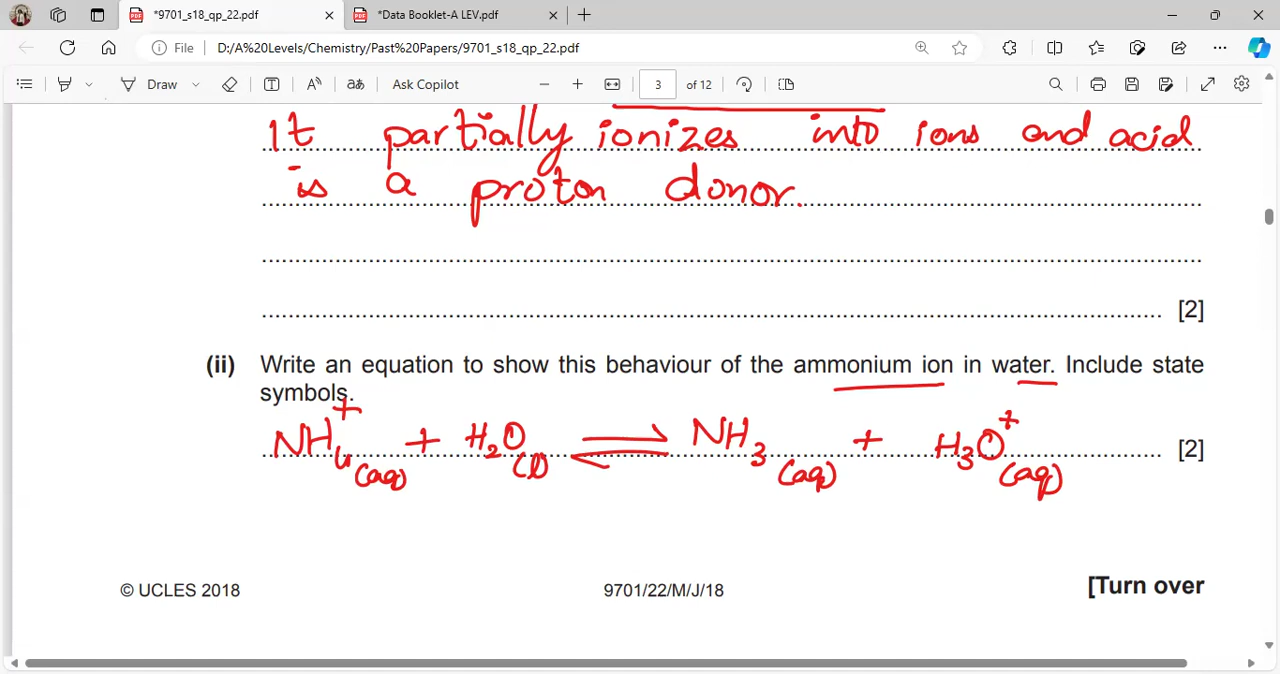 *9701_s18_qp_22.pdf
*Data Booklet-A LEV.pdf
File D:/A%20Levels/Chemistry/Past%20Papers/9701_s18_qp_22.pdf
Draw Ask Copilot 3 of 12
It partially ionizes into ions and acid
is a proton donor.
[2]
(ii) Write an equation to show this behaviour of the ammonium ion in water. Include state
symbols.
NH₄⁺(aq) + H₂O(l) ⇌ NH₃(aq) + H₃O⁺(aq) [2]
© UCLES 2018 9701/22/M/J/18 [Turn over